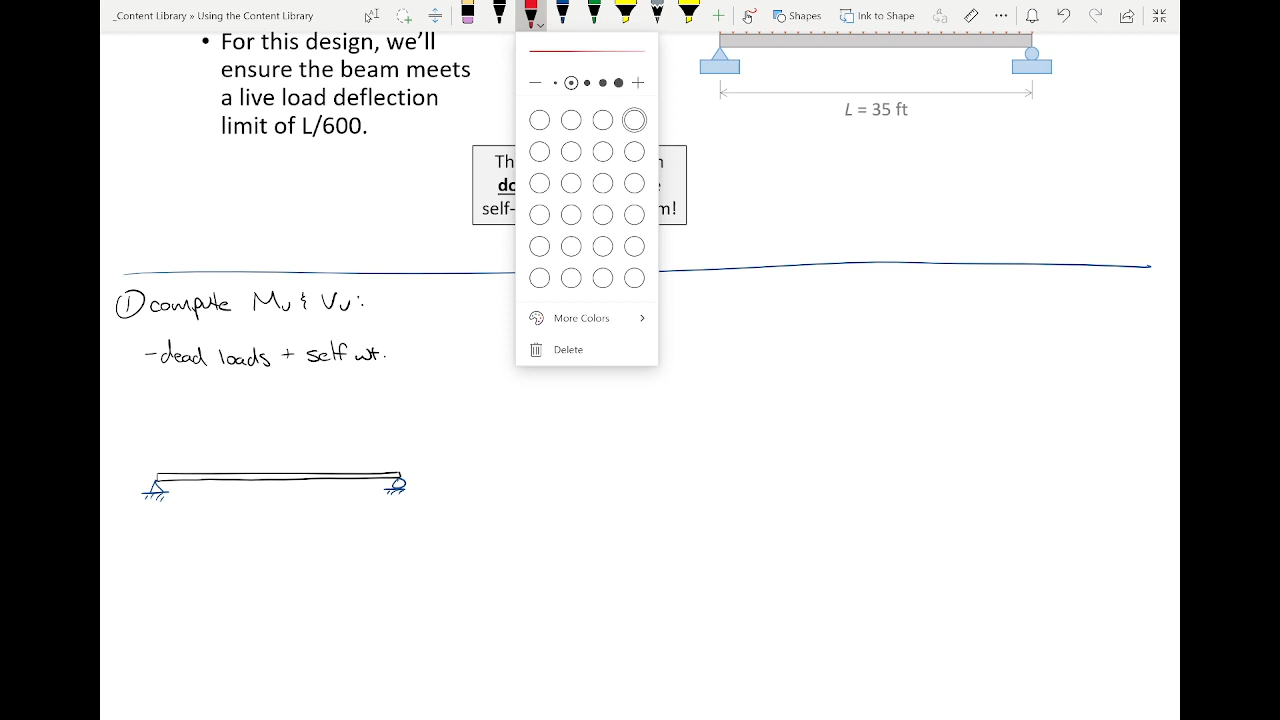 _Content Library » Using the Content Library
Shapes
Ink to Shape
• For this design, we’ll
ensure the beam meets
a live load deflection
limit of L/600.
L = 35 ft
self-
① compute Mu & Vu:
- dead loads + self wt.
More Colors
Delete